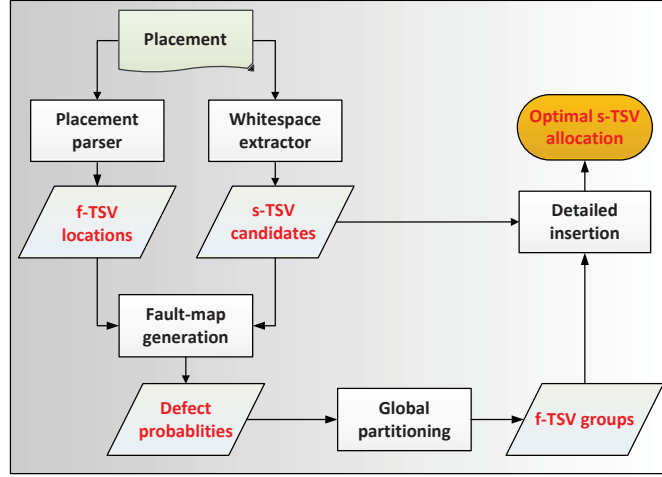 Placement
Placement
parser
Whitespace
extractor
Optimal s-TSV
allocation
f-TSV
locations
s-TSV
candidates
Detailed
insertion
Fault-map
generation
Defect
probablities
Global
partitioning
f-TSV groups